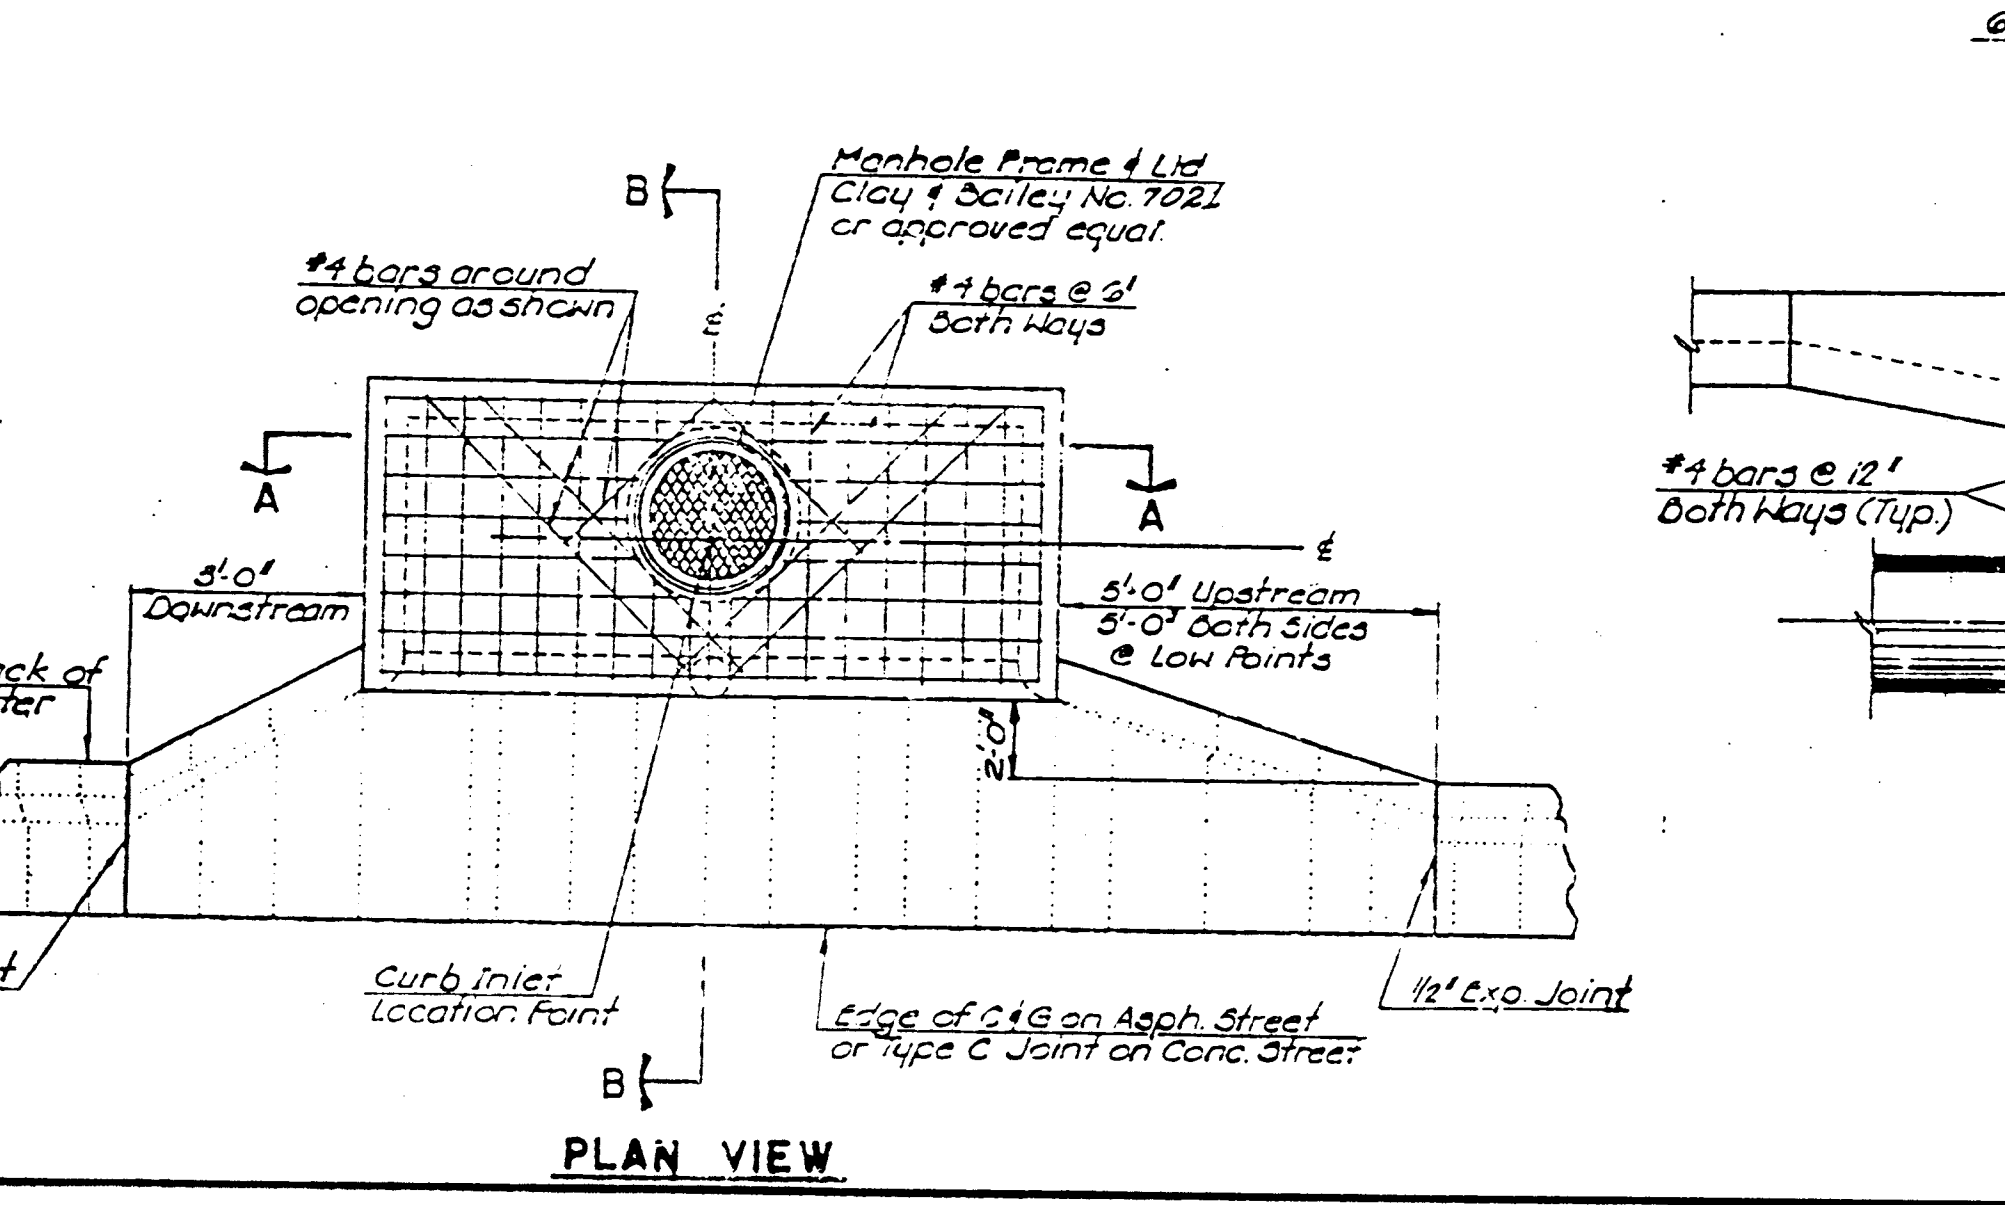 Manhole Frame & Lid
Clay & Bailey No. 7021
or approved equal.
B
#4 bars around
opening as shown
#4 bars @ 6"
Both Ways
A
A
℄
#4 bars @ 12"
Both Ways (Typ.)
3'-0"
Downstream
5'-0" Upstream
5'-0" Both Sides
@ Low Points
ck of
ter
2'-0"
t
Curb Inlet
Location Point
Edge of C & G on Asph. Street
or Type C Joint on Conc. Street
1/2" Exp. Joint
B
PLAN VIEW